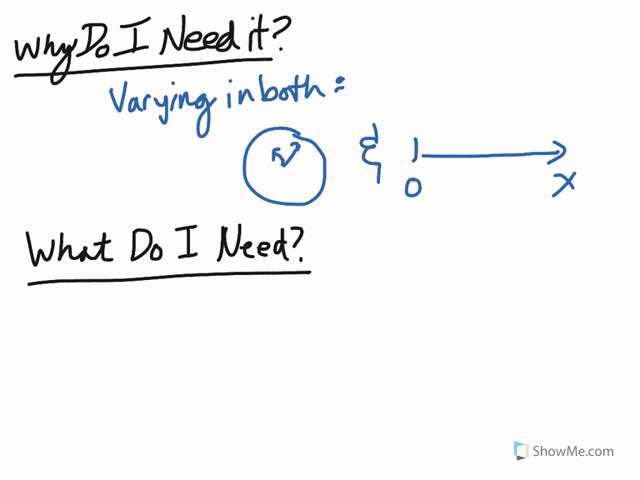 Why Do I Need it?
Varying in both:
& 0 x
What Do I Need?
ShowMe.com